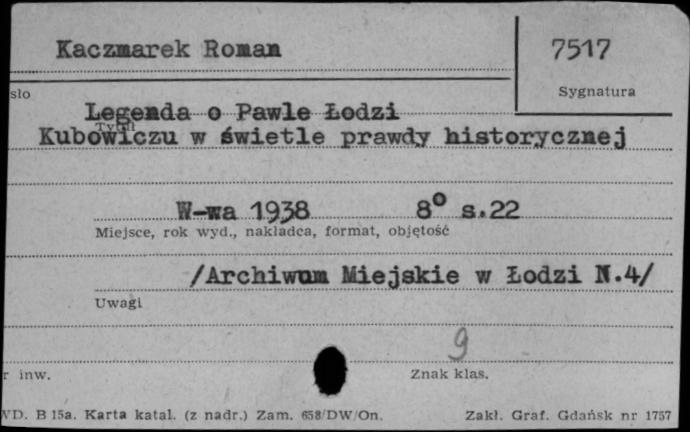 Kaczmarek Roman
7517
sło
Sygnatura
Legenda o Pawle Łodzi
Tytuł
Kubowiczu w świetle prawdy historycznej
W-wa 1938 8° s.22
Miejsce, rok wyd., nakładca, format, objętość
/Archiwum Miejskie w Łodzi N.4/
Uwagi
9
r inw.
Znak klas.
VD. B 15a. Karta katal. (z nadr.) Zam. 658/DW/On.
Zakł. Graf. Gdańsk nr 1757